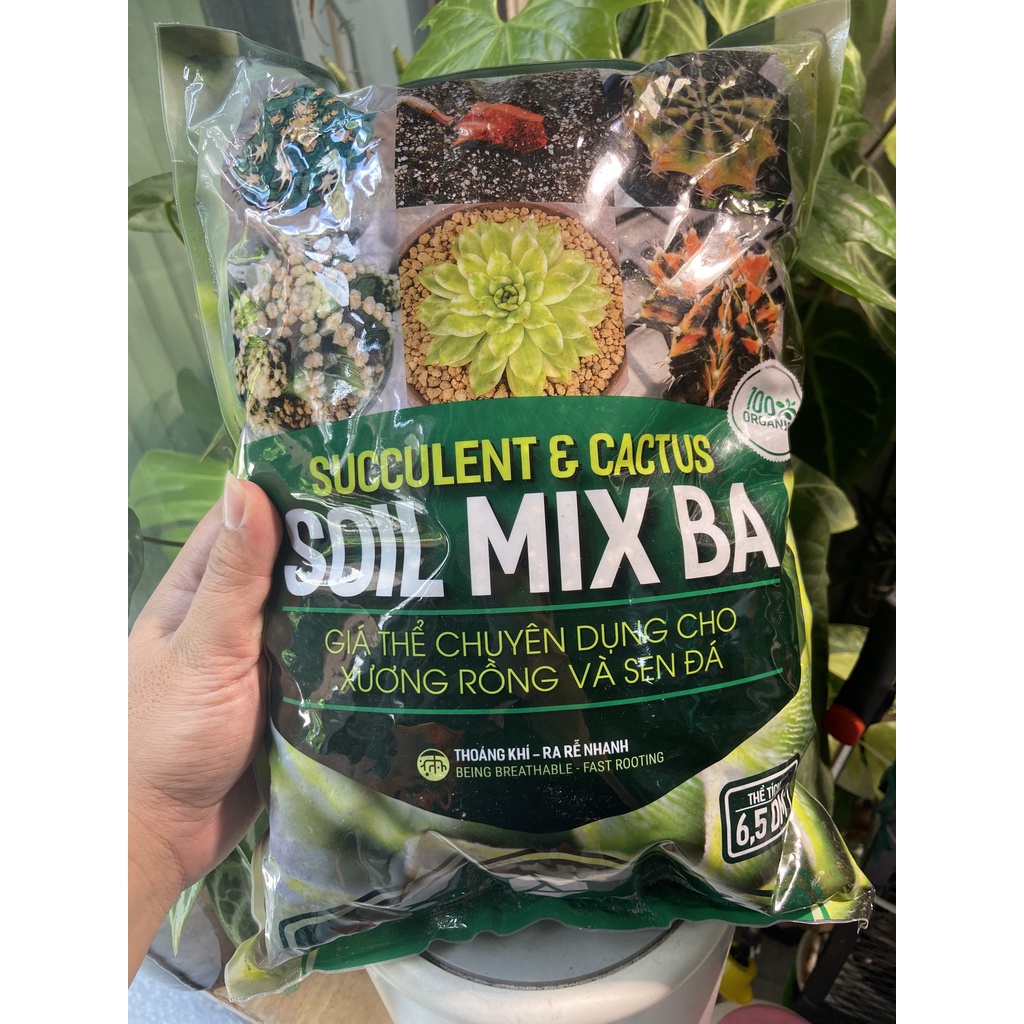 100%
ORGANIC
SUCCULENT & CACTUS
SOIL MIX BA
GIÁ THỂ CHUYÊN DỤNG CHO
XƯƠNG RỒNG VÀ SEN ĐÁ
THOÁNG KHÍ – RA RỄ NHANH
BEING BREATHABLE - FAST ROOTING
THỂ TÍCH
6,5